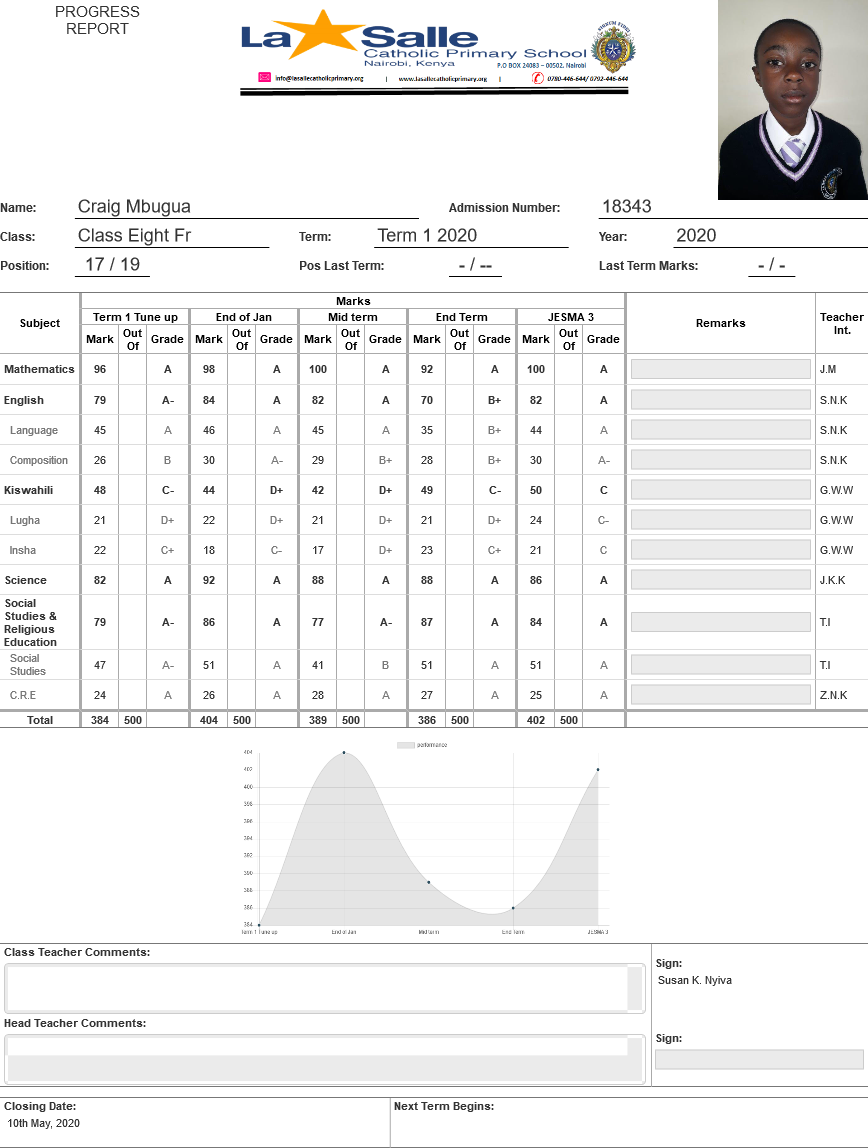 PROGRESS
REPORT
La Salle
Catholic Primary School
Nairobi, Kenya
P.O BOX 24083 – 00502, Nairobi
info@lasallecatholicprimary.org | www.lasallecatholicprimary.org | 0780-446-644/ 0792-446-644
Name: Craig Mbugua Admission Number: 18343
Class: Class Eight Fr Term: Term 1 2020 Year: 2020
Position: 17 / 19 Pos Last Term: - / -- Last Term Marks: - / -
Subject Marks Remarks Teacher Int.
Term 1 Tune up End of Jan Mid term End Term JESMA 3
Mark Out Of Grade Mark Out Of Grade Mark Out Of Grade Mark Out Of Grade Mark Out Of Grade
Mathematics 96 A 98 A 100 A 92 A 100 A J.M
English 79 A- 84 A 82 A 70 B+ 82 A S.N.K
Language 45 A 46 A 45 A 35 B+ 44 A S.N.K
Composition 26 B 30 A- 29 B+ 28 B+ 30 A- S.N.K
Kiswahili 48 C- 44 D+ 42 D+ 49 C- 50 C G.W.W
Lugha 21 D+ 22 D+ 21 D+ 21 D+ 24 C- G.W.W
Insha 22 C+ 18 C- 17 D+ 23 C+ 21 C G.W.W
Science 82 A 92 A 88 A 88 A 86 A J.K.K
Social
Studies &
Religious
Education 79 A- 86 A 77 A- 87 A 84 A T.I
Social
Studies 47 A- 51 A 41 B 51 A 51 A T.I
C.R.E 24 A 26 A 28 A 27 A 25 A Z.N.K
Total 384 500 404 500 389 500 386 500 402 500
performance
404
402
400
398
396
394
392
390
388
386
384
Term 1 Tune up End of Jan Mid term End Term JESMA 3
Class Teacher Comments:
Sign:
Susan K. Nyiva
Head Teacher Comments:
Sign:
Closing Date: Next Term Begins:
10th May, 2020